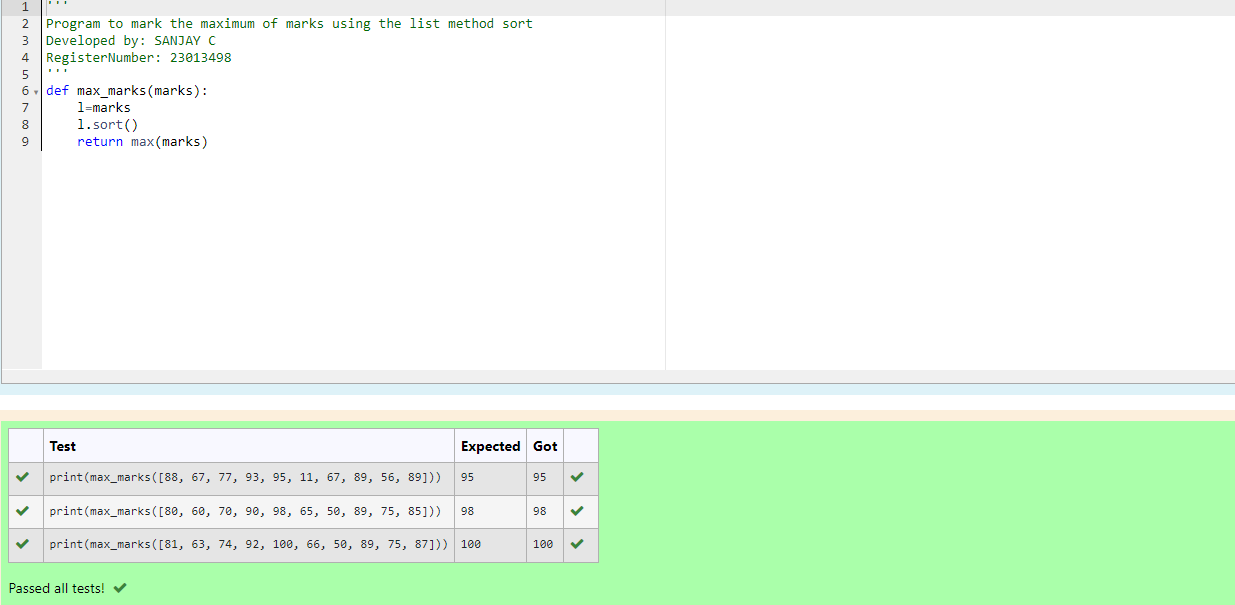 1 '''
2 Program to mark the maximum of marks using the list method sort
3 Developed by: SANJAY C
4 RegisterNumber: 23013498
5 '''
6 def max_marks(marks):
7     l=marks
8     l.sort()
9     return max(marks)
Test Expected Got
print(max_marks([88, 67, 77, 93, 95, 11, 67, 89, 56, 89])) 95 95
print(max_marks([80, 60, 70, 90, 98, 65, 50, 89, 75, 85])) 98 98
print(max_marks([81, 63, 74, 92, 100, 66, 50, 89, 75, 87])) 100 100
Passed all tests!